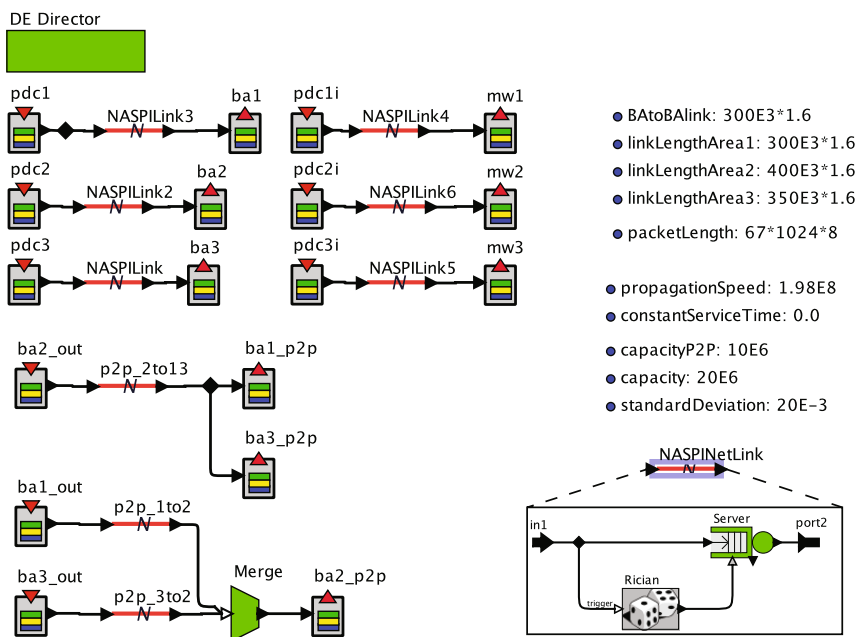 DE Director
pdc1
NASPILink3
ba1
pdc1i
NASPILink4
mw1
pdc2
NASPILink2
ba2
pdc2i
NASPILink6
mw2
pdc3
NASPILink
ba3
pdc3i
NASPILink5
mw3
BAtoBAlink: 300E3*1.6
linkLengthArea1: 300E3*1.6
linkLengthArea2: 400E3*1.6
linkLengthArea3: 350E3*1.6
packetLength: 67*1024*8
propagationSpeed: 1.98E8
constantServiceTime: 0.0
capacityP2P: 10E6
capacity: 20E6
standardDeviation: 20E-3
ba2_out
p2p_2to13
ba1_p2p
ba3_p2p
ba1_out
p2p_1to2
ba3_out
p2p_3to2
Merge
ba2_p2p
NASPINetLink
in1
Server
port2
Rician
trigger